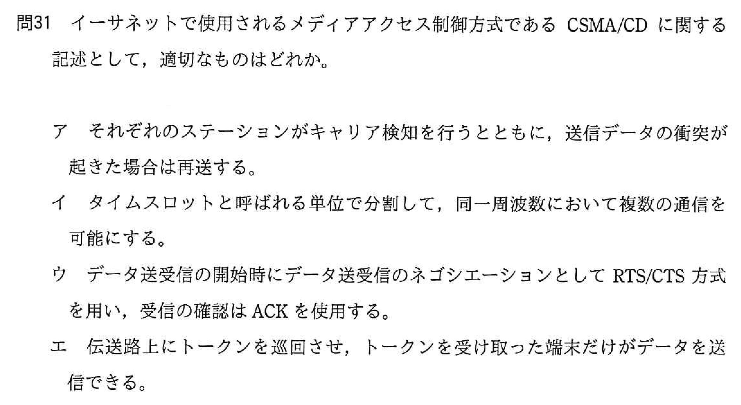 問31 イーサネットで使用されるメディアアクセス制御方式である CSMA/CD に関する
記述として，適切なものはどれか。
ア それぞれのステーションがキャリア検知を行うとともに，送信データの衝突が
起きた場合は再送する。
イ タイムスロットと呼ばれる単位で分割して，同一周波数において複数の通信を
可能にする。
ウ データ送受信の開始時にデータ送受信のネゴシエーションとして RTS/CTS 方式
を用い，受信の確認は ACK を使用する。
エ 伝送路上にトークンを巡回させ，トークンを受け取った端末だけがデータを送
信できる。